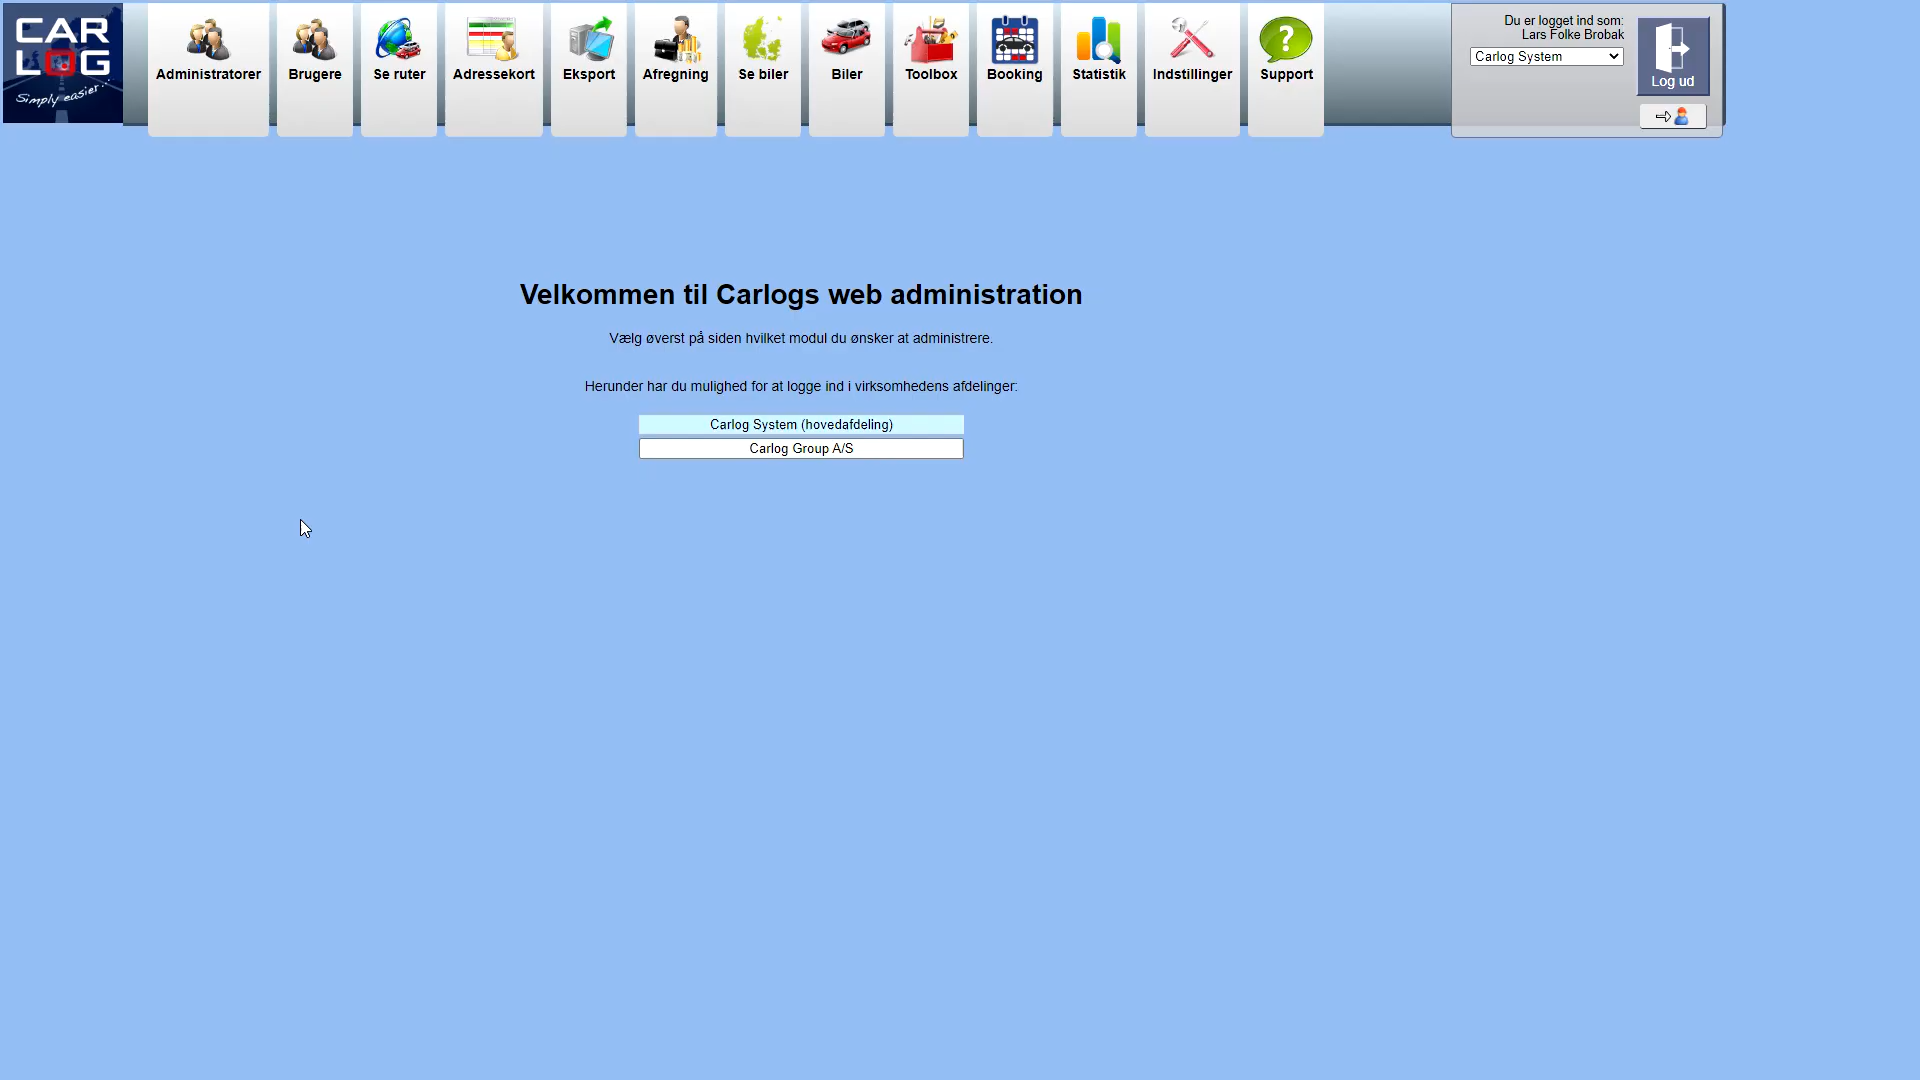 CAR
LOG
Simply easier...
Administratorer
Brugere
Se ruter
Adressekort
Eksport
Afregning
Se biler
Biler
Toolbox
Booking
Statistik
Indstillinger
Support
Du er logget ind som:
Lars Folke Brobak
Carlog System
Log ud
Velkommen til Carlogs web administration
Vælg øverst på siden hvilket modul du ønsker at administrere.
Herunder har du mulighed for at logge ind i virksomhedens afdelinger:
Carlog System (hovedafdeling)
Carlog Group A/S